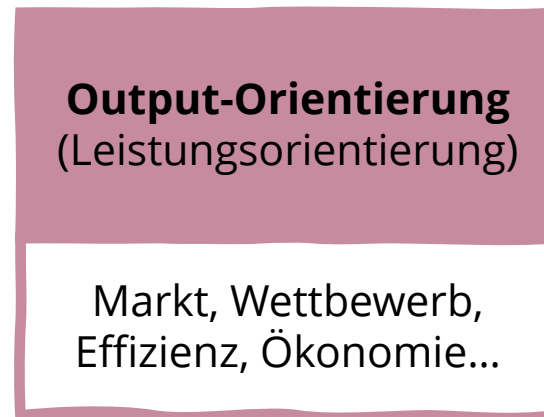 Output-Orientierung
(Leistungsorientierung)
Markt, Wettbewerb,
Effizienz, Ökonomie...